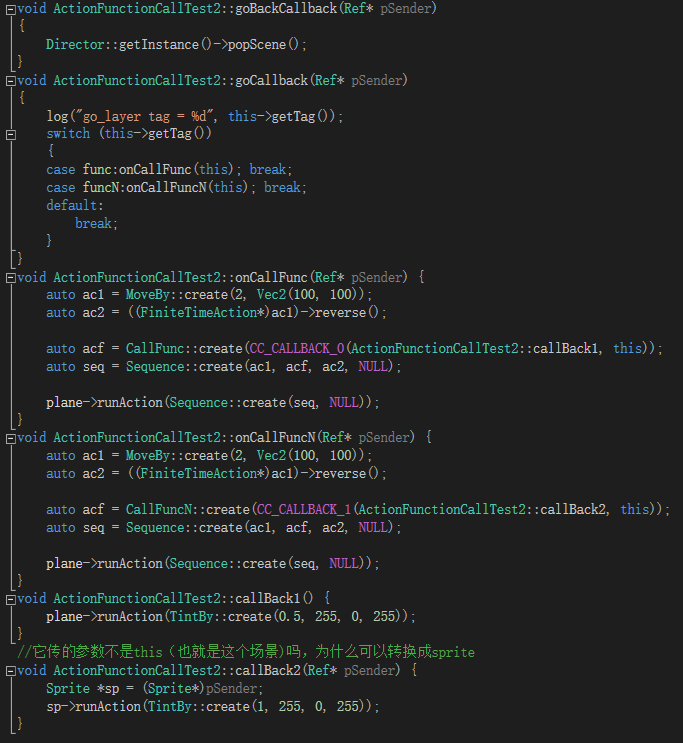 void ActionFunctionCallTest2::goBackCallback(Ref* pSender)
{
    Director::getInstance()->popScene();
}
void ActionFunctionCallTest2::goCallback(Ref* pSender)
{
    log("go_layer tag = %d", this->getTag());
    switch (this->getTag())
    {
    case func:onCallFunc(this); break;
    case funcN:onCallFuncN(this); break;
    default:
        break;
    }
}
void ActionFunctionCallTest2::onCallFunc(Ref* pSender) {
    auto ac1 = MoveBy::create(2, Vec2(100, 100));
    auto ac2 = ((FiniteTimeAction*)ac1)->reverse();
    auto acf = CallFunc::create(CC_CALLBACK_0(ActionFunctionCallTest2::callBack1, this));
    auto seq = Sequence::create(ac1, acf, ac2, NULL);
    plane->runAction(Sequence::create(seq, NULL));
}
void ActionFunctionCallTest2::onCallFuncN(Ref* pSender) {
    auto ac1 = MoveBy::create(2, Vec2(100, 100));
    auto ac2 = ((FiniteTimeAction*)ac1)->reverse();
    auto acf = CallFuncN::create(CC_CALLBACK_1(ActionFunctionCallTest2::callBack2, this));
    auto seq = Sequence::create(ac1, acf, ac2, NULL);
    plane->runAction(Sequence::create(seq, NULL));
}
void ActionFunctionCallTest2::callBack1() {
    plane->runAction(TintBy::create(0.5, 255, 0, 255));
}
//它传的参数不是this（也就是这个场景)吗，为什么可以转换成sprite
void ActionFunctionCallTest2::callBack2(Ref* pSender) {
    Sprite *sp = (Sprite*)pSender;
    sp->runAction(TintBy::create(1, 255, 0, 255));
}